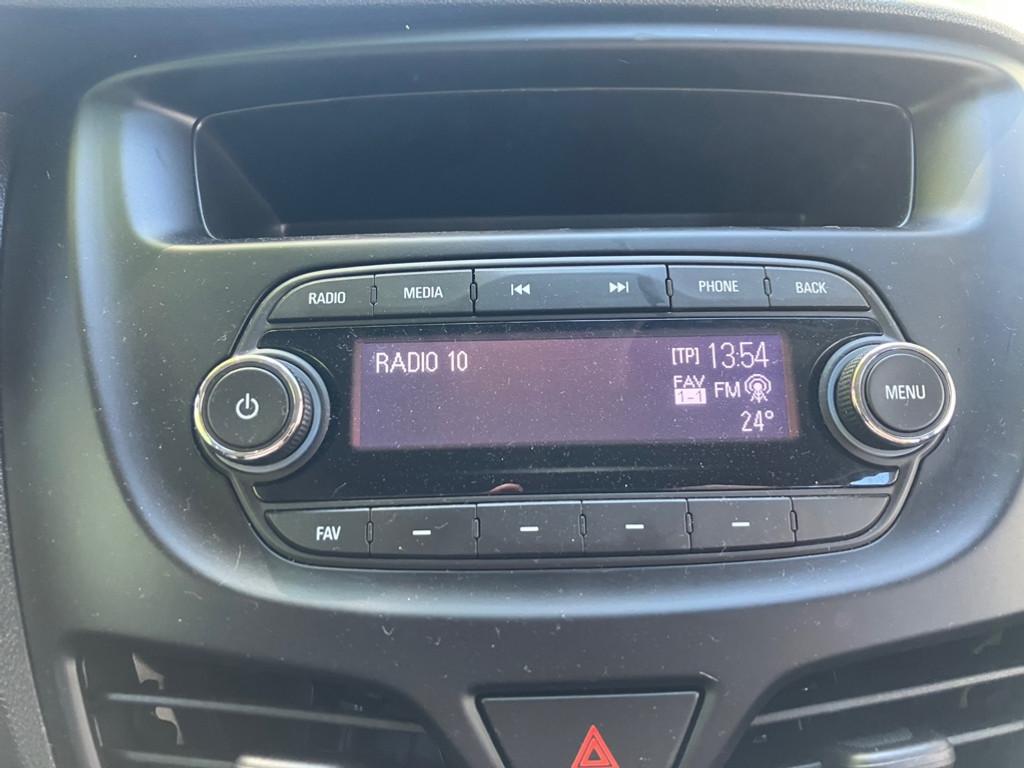 RADIO MEDIA PHONE BACK
RADIO 10 [TP] 13:54
FAV FM
1-1
24°
MENU
FAV